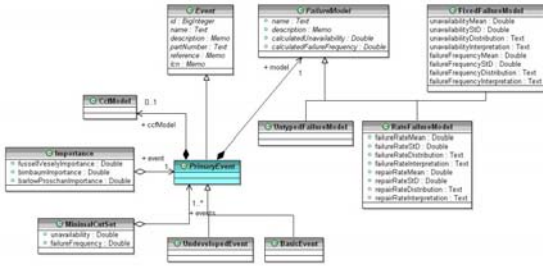 Event
id : BigInteger
name : Text
description : Memo
partNumber : Text
reference : Memo
lcn : Memo
FailureModel
name : Text
description : Memo
calculatedUnavailability : Double
calculatedFailureFrequency : Double
FixedFailureModel
unavailabilityMean : Double
unavailabilityStD : Double
unavailabilityDistribution : Text
unavailabilityInterpretation : Text
failureFrequencyMean : Double
failureFrequencyStD : Double
failureFrequencyDistribution : Text
failureFrequencyInterpretation : Text
+ model
1
CcfModel
0..1
+ ccfModel
UntypedFailureModel
RateFailureModel
failureRateMean : Double
failureRateStD : Double
failureRateDistribution : Text
failureRateInterpretation : Text
repairRateMean : Double
repairRateStD : Double
repairRateDistribution : Text
repairRateInterpretation : Text
Importance
fussellVeselyImportance : Double
birnbaumImportance : Double
barlowProschanImportance : Double
+ event
1
PrimaryEvent
MinimalCutSet
unavailability : Double
failureFrequency : Double
1..*
+ events
UndevelopedEvent
BasicEvent